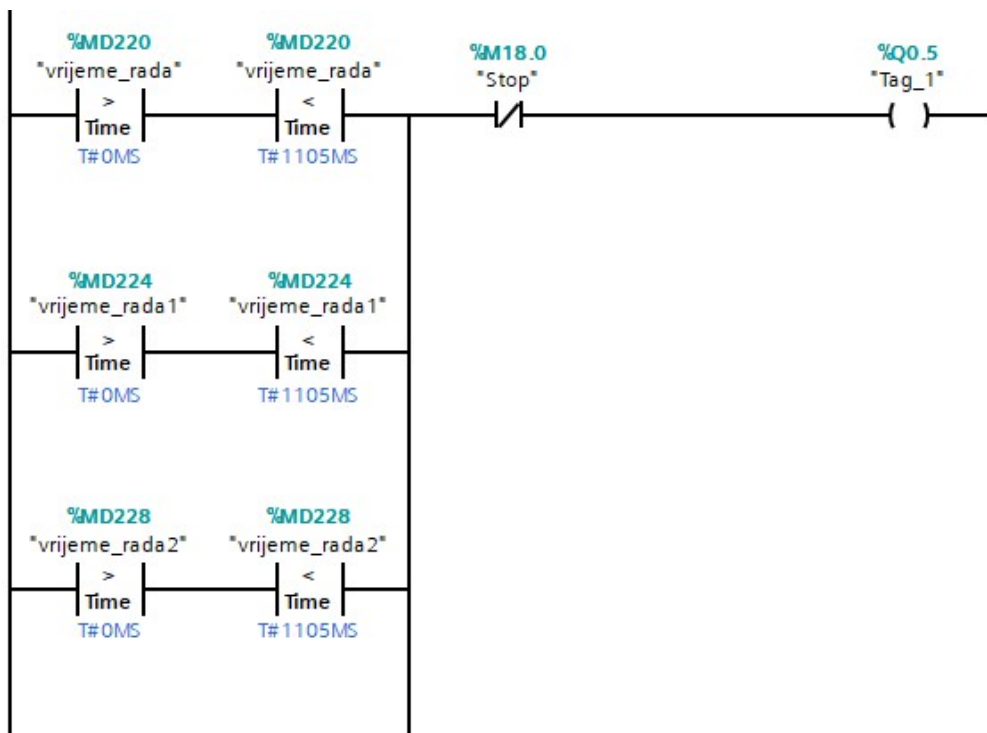 %MD220 %MD220 %M18.0 %Q0.5
"vrijeme_rada" "vrijeme_rada" "Stop" "Tag_1"
> <
Time Time
T#0MS T#1105MS
%MD224 %MD224
"vrijeme_rada1" "vrijeme_rada1"
> <
Time Time
T#0MS T#1105MS
%MD228 %MD228
"vrijeme_rada2" "vrijeme_rada2"
> <
Time Time
T#0MS T#1105MS